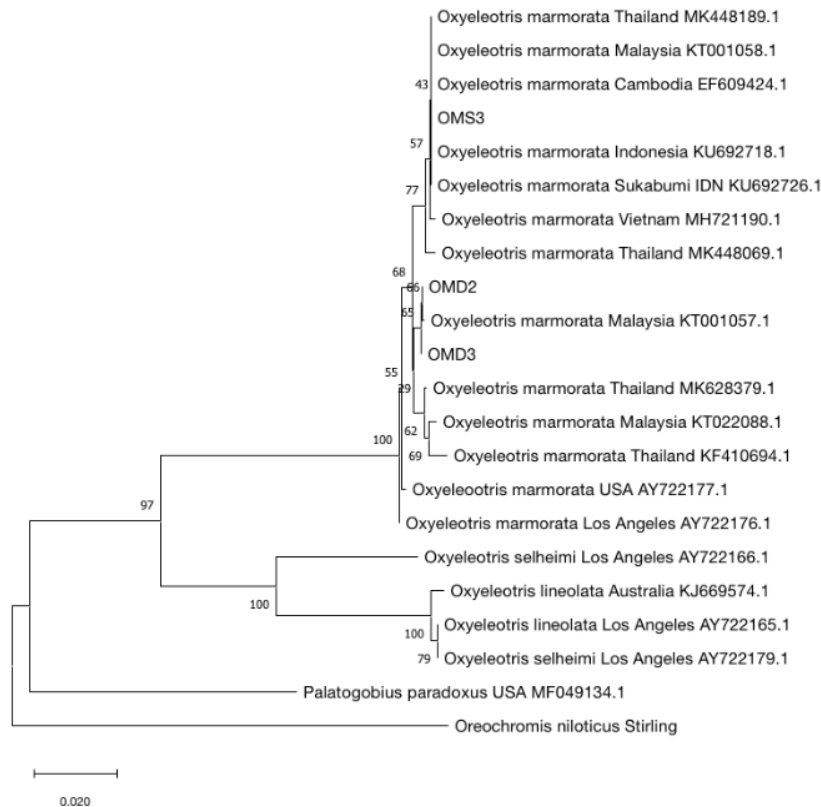 Oxyeleotris marmorata Thailand MK448189.1
Oxyeleotris marmorata Malaysia KT001058.1
43
Oxyeleotris marmorata Cambodia EF609424.1
OMS3
57
Oxyeleotris marmorata Indonesia KU692718.1
77
Oxyeleotris marmorata Sukabumi IDN KU692726.1
Oxyeleotris marmorata Vietnam MH721190.1
Oxyeleotris marmorata Thailand MK448069.1
68
66
OMD2
65
Oxyeleotris marmorata Malaysia KT001057.1
OMD3
55
29
Oxyeleotris marmorata Thailand MK628379.1
Oxyeleotris marmorata Malaysia KT022088.1
62
100
69
Oxyeleotris marmorata Thailand KF410694.1
Oxyeleootris marmorata USA AY722177.1
97
Oxyeleotris marmorata Los Angeles AY722176.1
Oxyeleotris selheimi Los Angeles AY722166.1
Oxyeleotris lineolata Australia KJ669574.1
100
Oxyeleotris lineolata Los Angeles AY722165.1
100
79
Oxyeleotris selheimi Los Angeles AY722179.1
Palatogobius paradoxus USA MF049134.1
Oreochromis niloticus Stirling
0.020